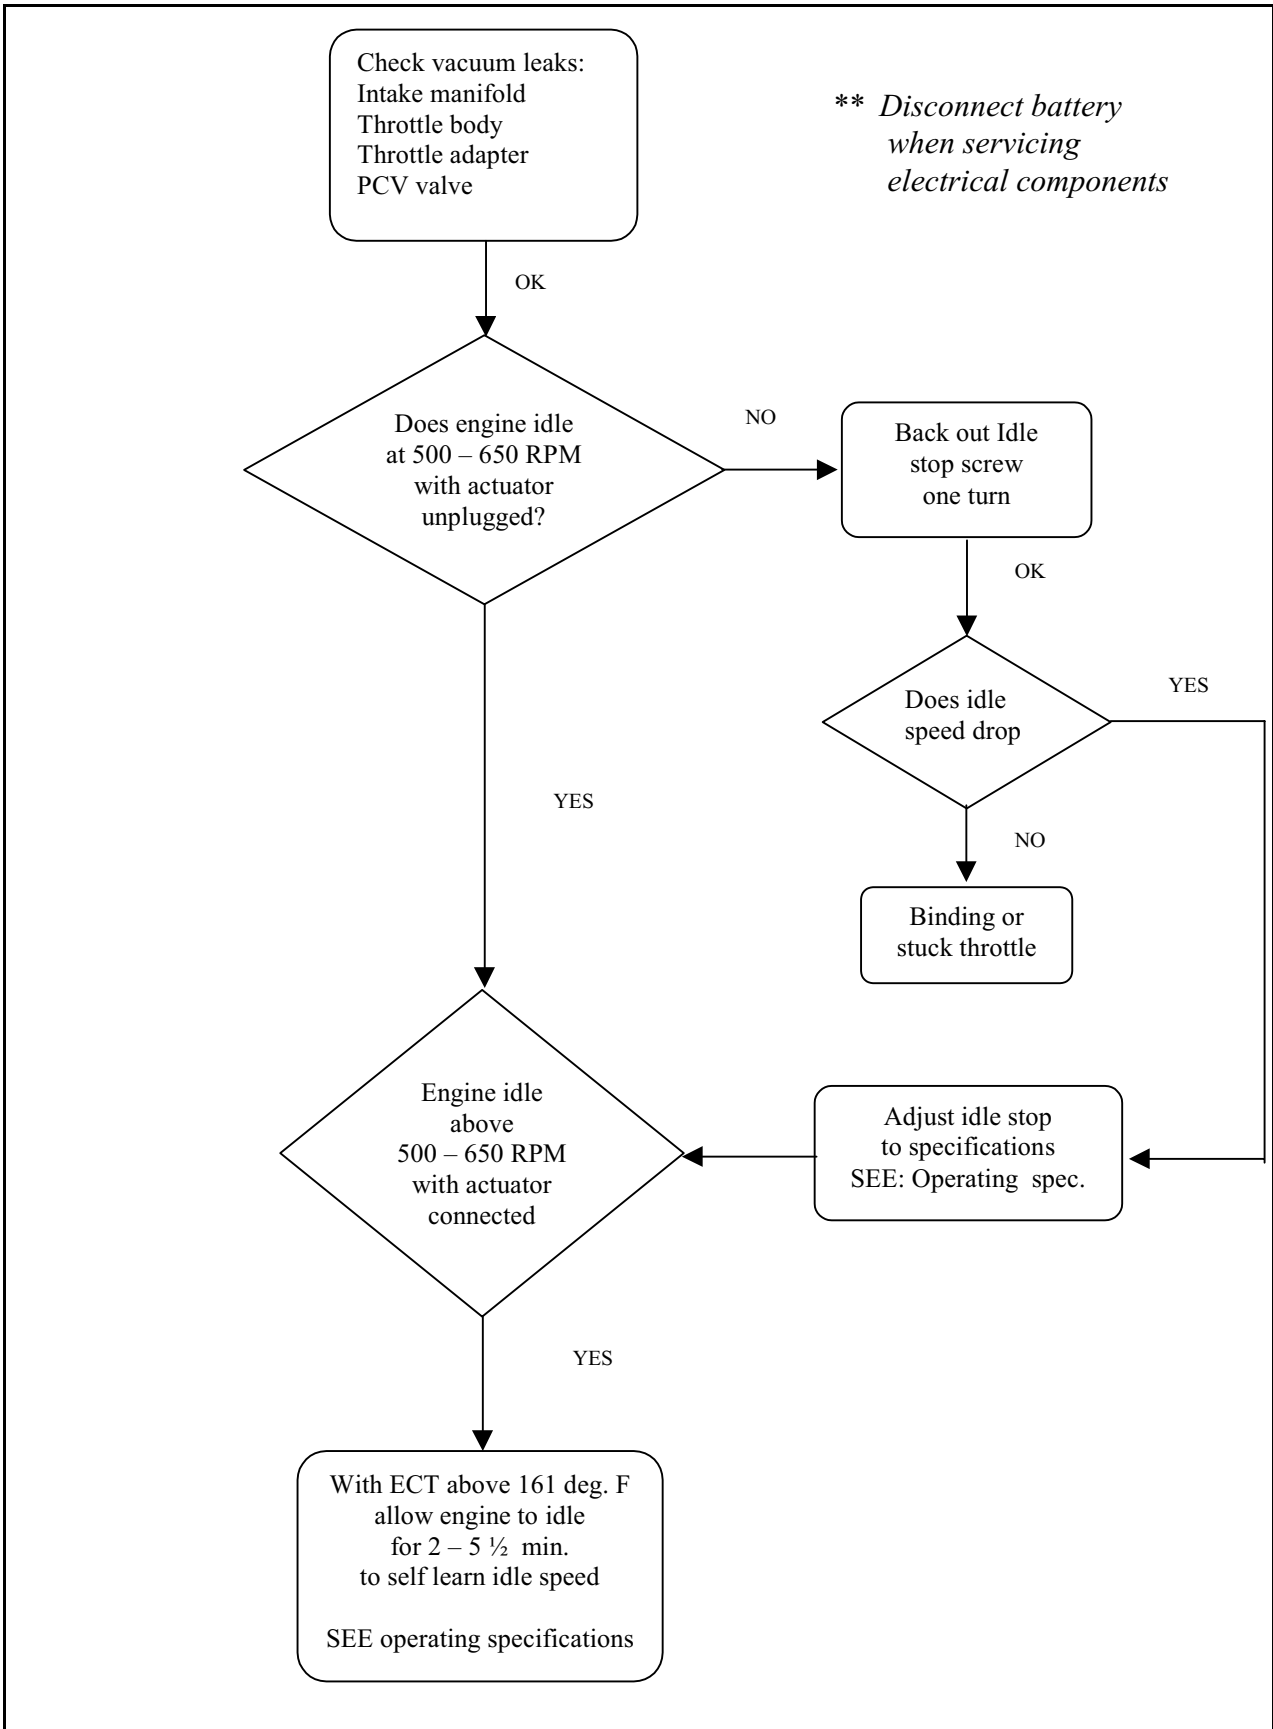 Check vacuum leaks:
Intake manifold
Throttle body
Throttle adapter
PCV valve
** Disconnect battery
when servicing
electrical components
OK
Does engine idle
at 500 – 650 RPM
with actuator
unplugged?
NO
Back out Idle
stop screw
one turn
OK
Does idle
speed drop
YES
NO
Binding or
stuck throttle
YES
Engine idle
above
500 – 650 RPM
with actuator
connected
Adjust idle stop
to specifications
SEE: Operating spec.
YES
With ECT above 161 deg. F
allow engine to idle
for 2 – 5 ½ min.
to self learn idle speed
SEE operating specifications